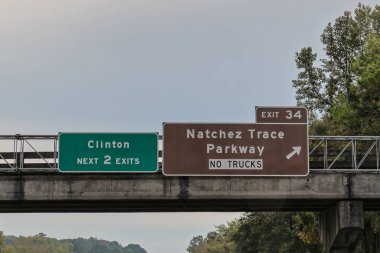 Clinton
NEXT 2 EXITS
EXIT 34
Natchez Trace
Parkway
NO TRUCKS